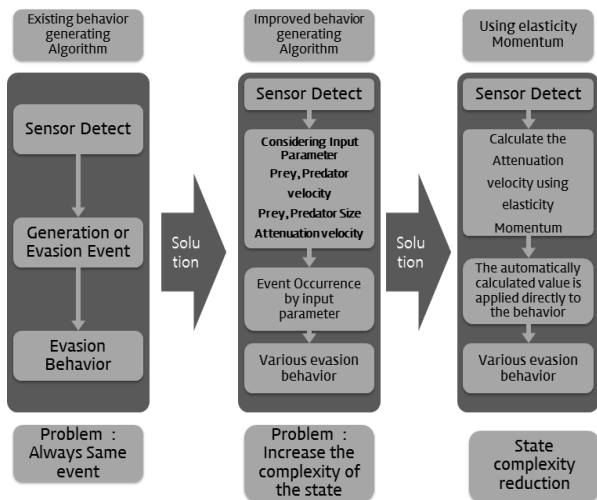 Existing behavior
generating
Algorithm
Sensor Detect
Generation or
Evasion Event
Evasion
Behavior
Problem :
Always Same
event
Solu
tion
Improved behavior
generating
Algorithm
Sensor Detect
Considering Input
Parameter
Prey, Predator
velocity
Prey, Predator Size
Attenuation velocity
Event Occurrence
by input
parameter
Various evasion
behavior
Problem :
Increase the
complexity of
the state
Solu
tion
Using elasticity
Momentum
Sensor Detect
Calculate the
Attenuation
velocity using
elasticity
Momentum
The automatically
calculated value is
applied directly to
the behavior
Various evasion
behavior
State
complexity
reduction